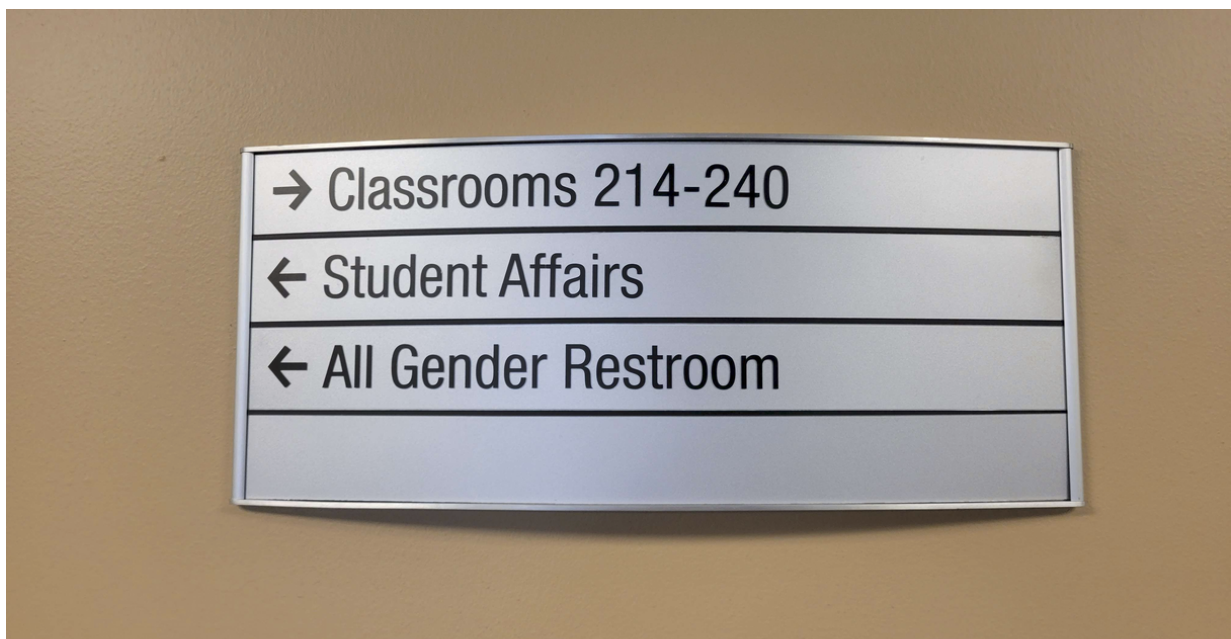 → Classrooms 214-240
← Student Affairs
← All Gender Restroom